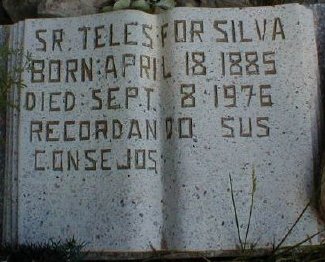 SR. TELESFOR SILVA
BORN: APRIL 18 1885
DIED: SEPT. 8 1976
RECORDANDO SUS
CONSEJOS